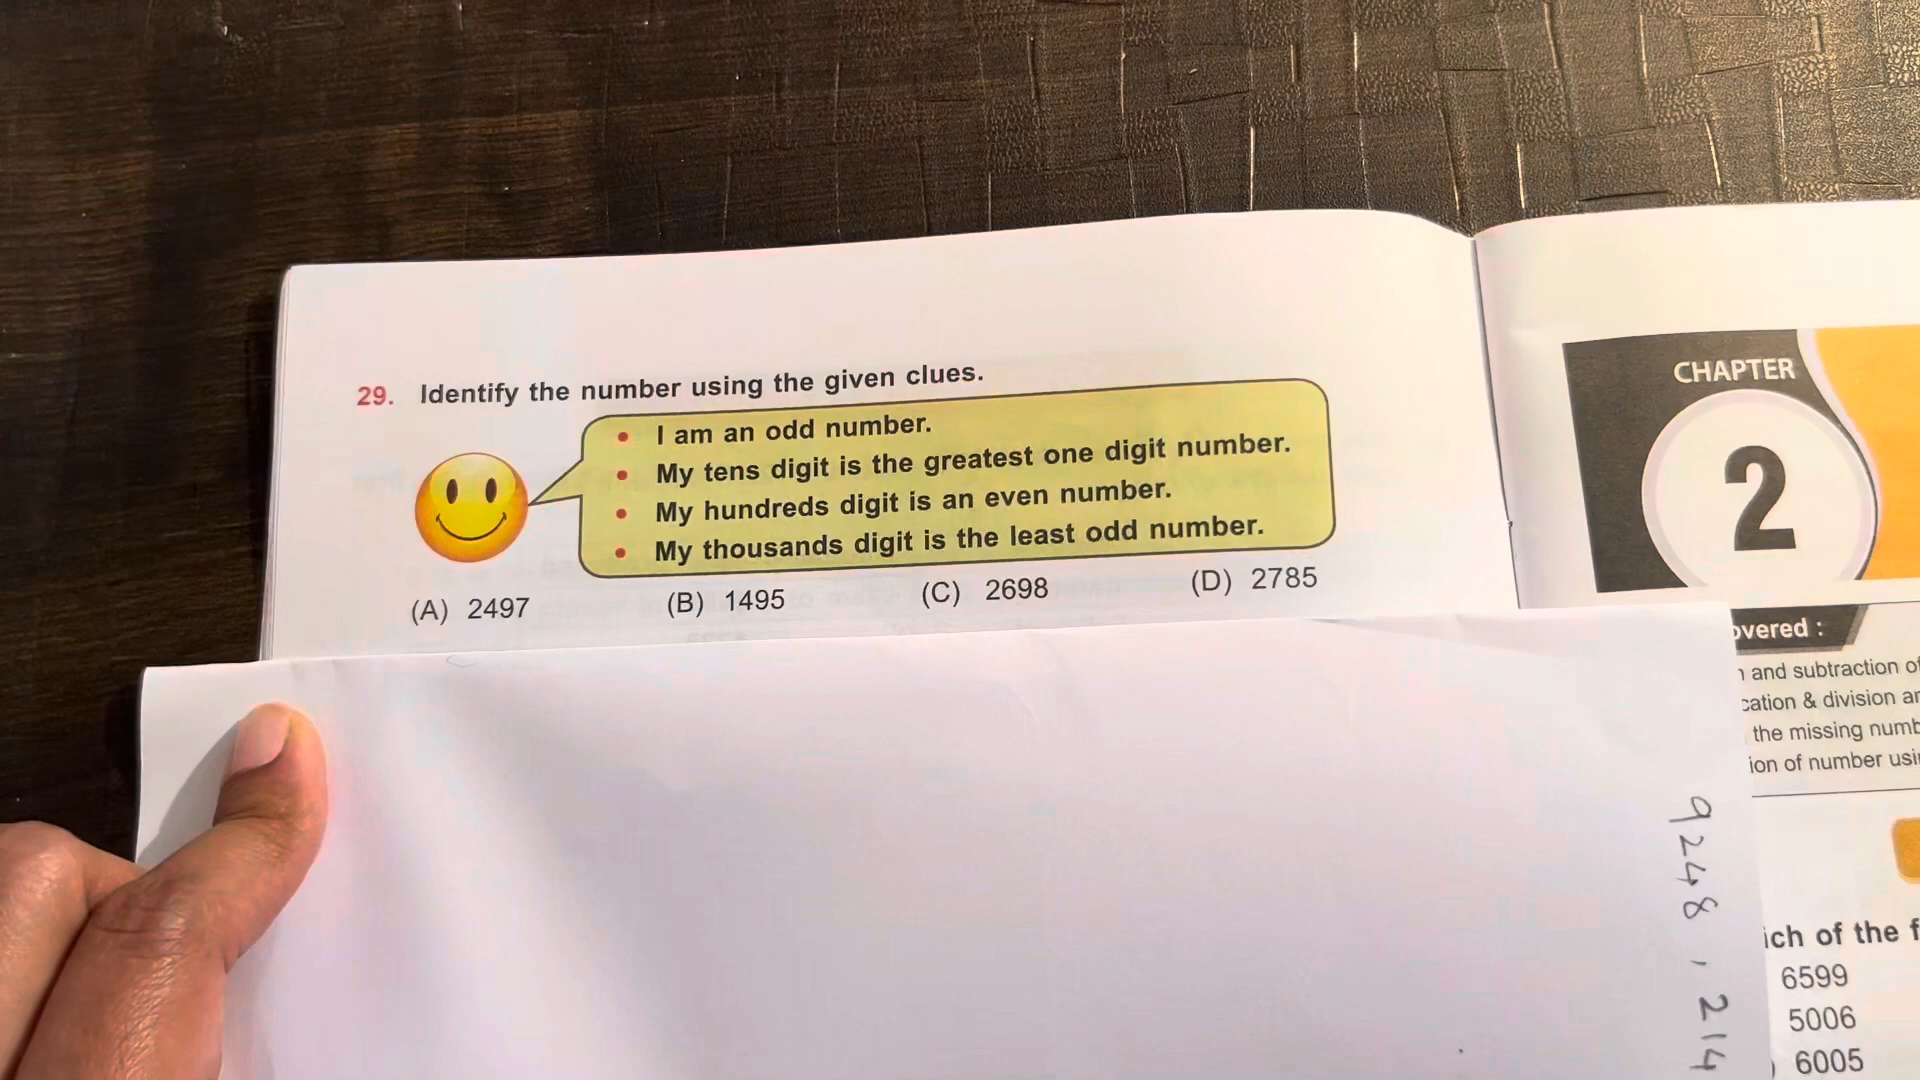 29. Identify the number using the given clues.
• I am an odd number.
• My tens digit is the greatest one digit number.
• My hundreds digit is an even number.
• My thousands digit is the least odd number.
(A) 2497 (B) 1495 (C) 2698 (D) 2785
CHAPTER
2
overed :
and subtraction of
cation & division ar
the missing numb
ion of number usi
ich of the f
6599
5006
6005
9248, 214